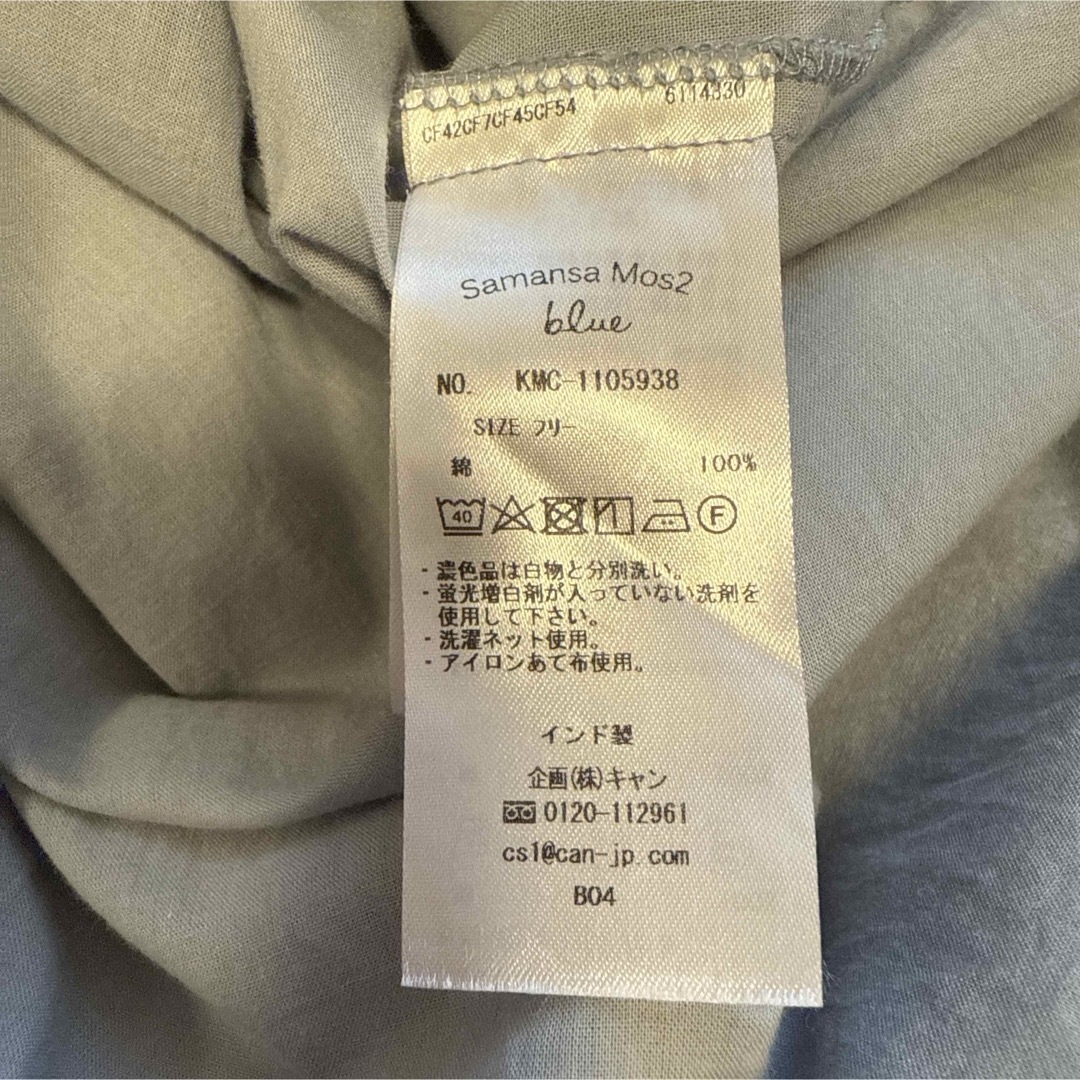 CF42CF7CF45CF54 6114330
Samansa Mos2
blue
NO. KMC-1105938
SIZE フリー
綿 100%
40 F
・濃色品は白物と分別洗い。
・蛍光増白剤が入っていない洗剤を
使用して下さい。
・洗濯ネット使用。
・アイロンあて布使用。
インド製
企画(株)キャン
0120-112961
cs1@can-jp.com
B04